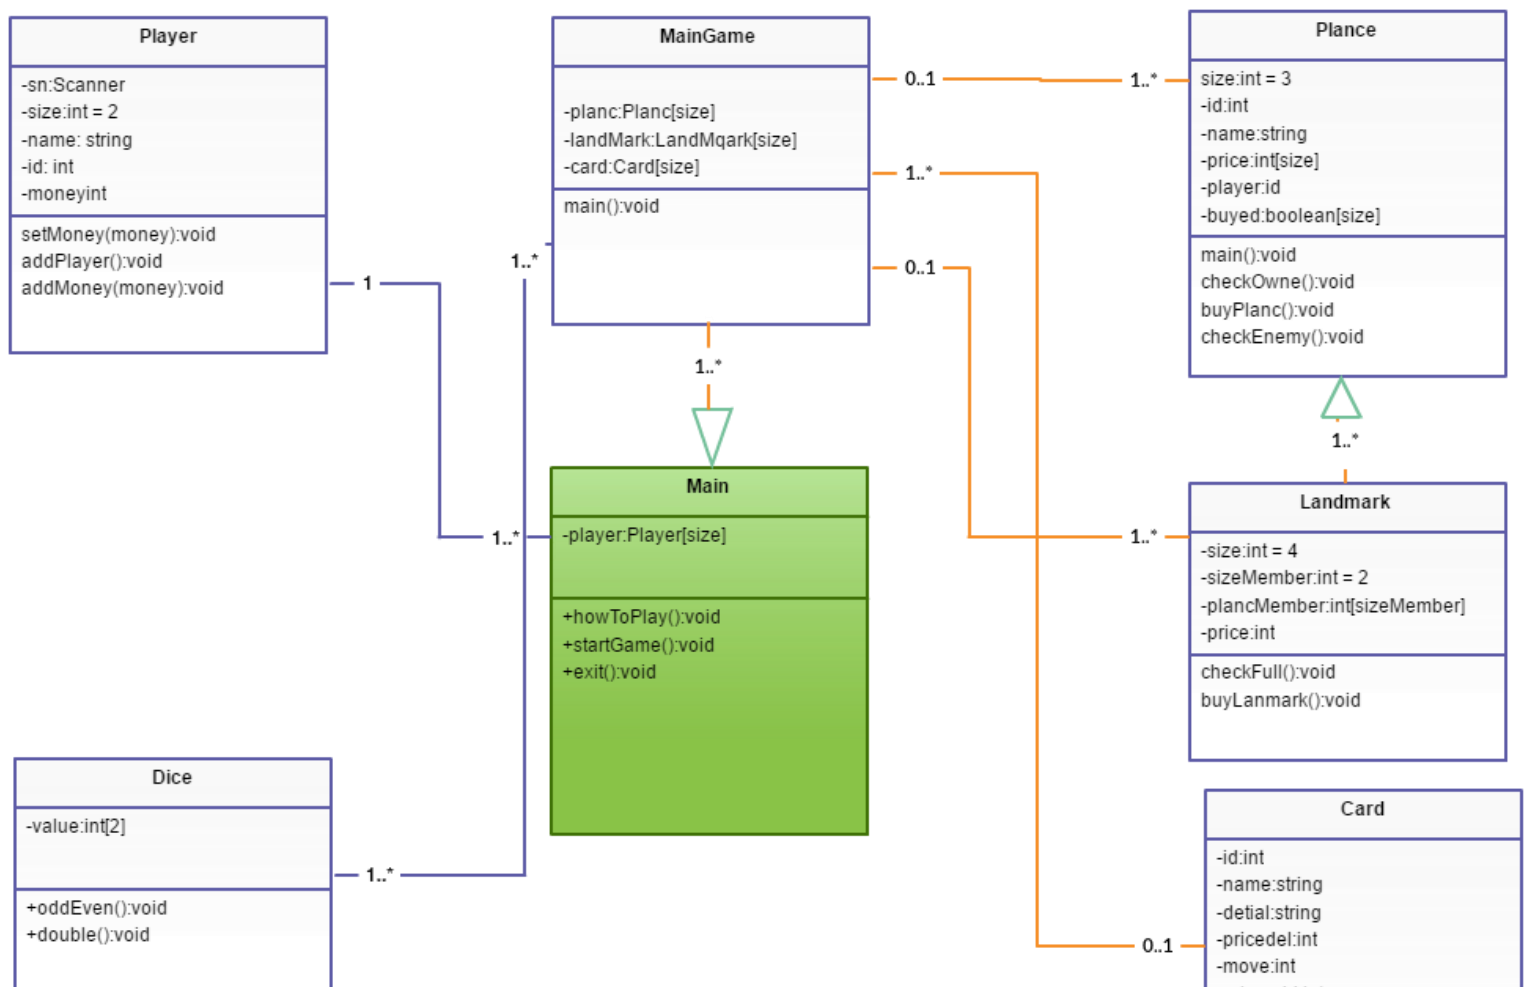 Player
-sn:Scanner
-size:int = 2
-name: string
-id: int
-moneyint
setMoney(money):void
addPlayer():void
addMoney(money):void
1
1..*
MainGame
-planc:Planc[size]
-landMark:LandMqark[size]
-card:Card[size]
main():void
0..1
1..*
1..*
0..1
1..*
Plance
size:int = 3
-id:int
-name:string
-price:int[size]
-player:id
-buyed:boolean[size]
main():void
checkOwne():void
buyPlanc():void
checkEnemy():void
1..*
Main
-player:Player[size]
+howToPlay():void
+startGame():void
+exit():void
1..*
1..*
Landmark
-size:int = 4
-sizeMember:int = 2
-plancMember:int[sizeMember]
-price:int
checkFull():void
buyLanmark():void
Dice
-value:int[2]
+oddEven():void
+double():void
1..*
0..1
Card
-id:int
-name:string
-detial:string
-pricedel:int
-move:int